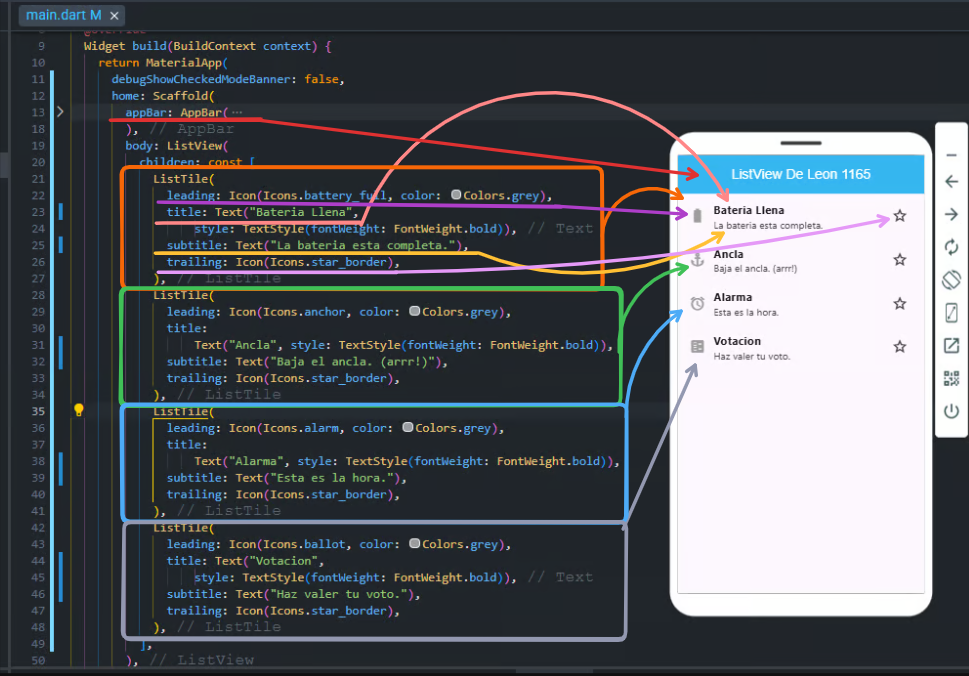 main.dart M ×
8 @override
9 Widget build(BuildContext context) {
10 return MaterialApp(
11 debugShowCheckedModeBanner: false,
12 home: Scaffold(
13 appBar: AppBar(···
18 ), // AppBar
19 body: ListView(
20 children: const [
21 ListTile(
22 leading: Icon(Icons.battery_full, color: Colors.grey),
23 title: Text("Bateria Llena",
24 style: TextStyle(fontWeight: FontWeight.bold)), // Text
25 subtitle: Text("La bateria esta completa."),
26 trailing: Icon(Icons.star_border),
27 ), // ListTile
28 ListTile(
29 leading: Icon(Icons.anchor, color: Colors.grey),
30 title:
31 Text("Ancla", style: TextStyle(fontWeight: FontWeight.bold)),
32 subtitle: Text("Baja el ancla. (arrr!)"),
33 trailing: Icon(Icons.star_border),
34 ), // ListTile
35 ListTile(
36 leading: Icon(Icons.alarm, color: Colors.grey),
37 title:
38 Text("Alarma", style: TextStyle(fontWeight: FontWeight.bold)),
39 subtitle: Text("Esta es la hora."),
40 trailing: Icon(Icons.star_border),
41 ), // ListTile
42 ListTile(
43 leading: Icon(Icons.ballot, color: Colors.grey),
44 title: Text("Votacion",
45 style: TextStyle(fontWeight: FontWeight.bold)), // Text
46 subtitle: Text("Haz valer tu voto."),
47 trailing: Icon(Icons.star_border),
48 ), // ListTile
49 ],
50 ), // ListView
ListView De Leon 1165
Bateria Llena
La bateria esta completa.
Ancla
Baja el ancla. (arrr!)
Alarma
Esta es la hora.
Votacion
Haz valer tu voto.